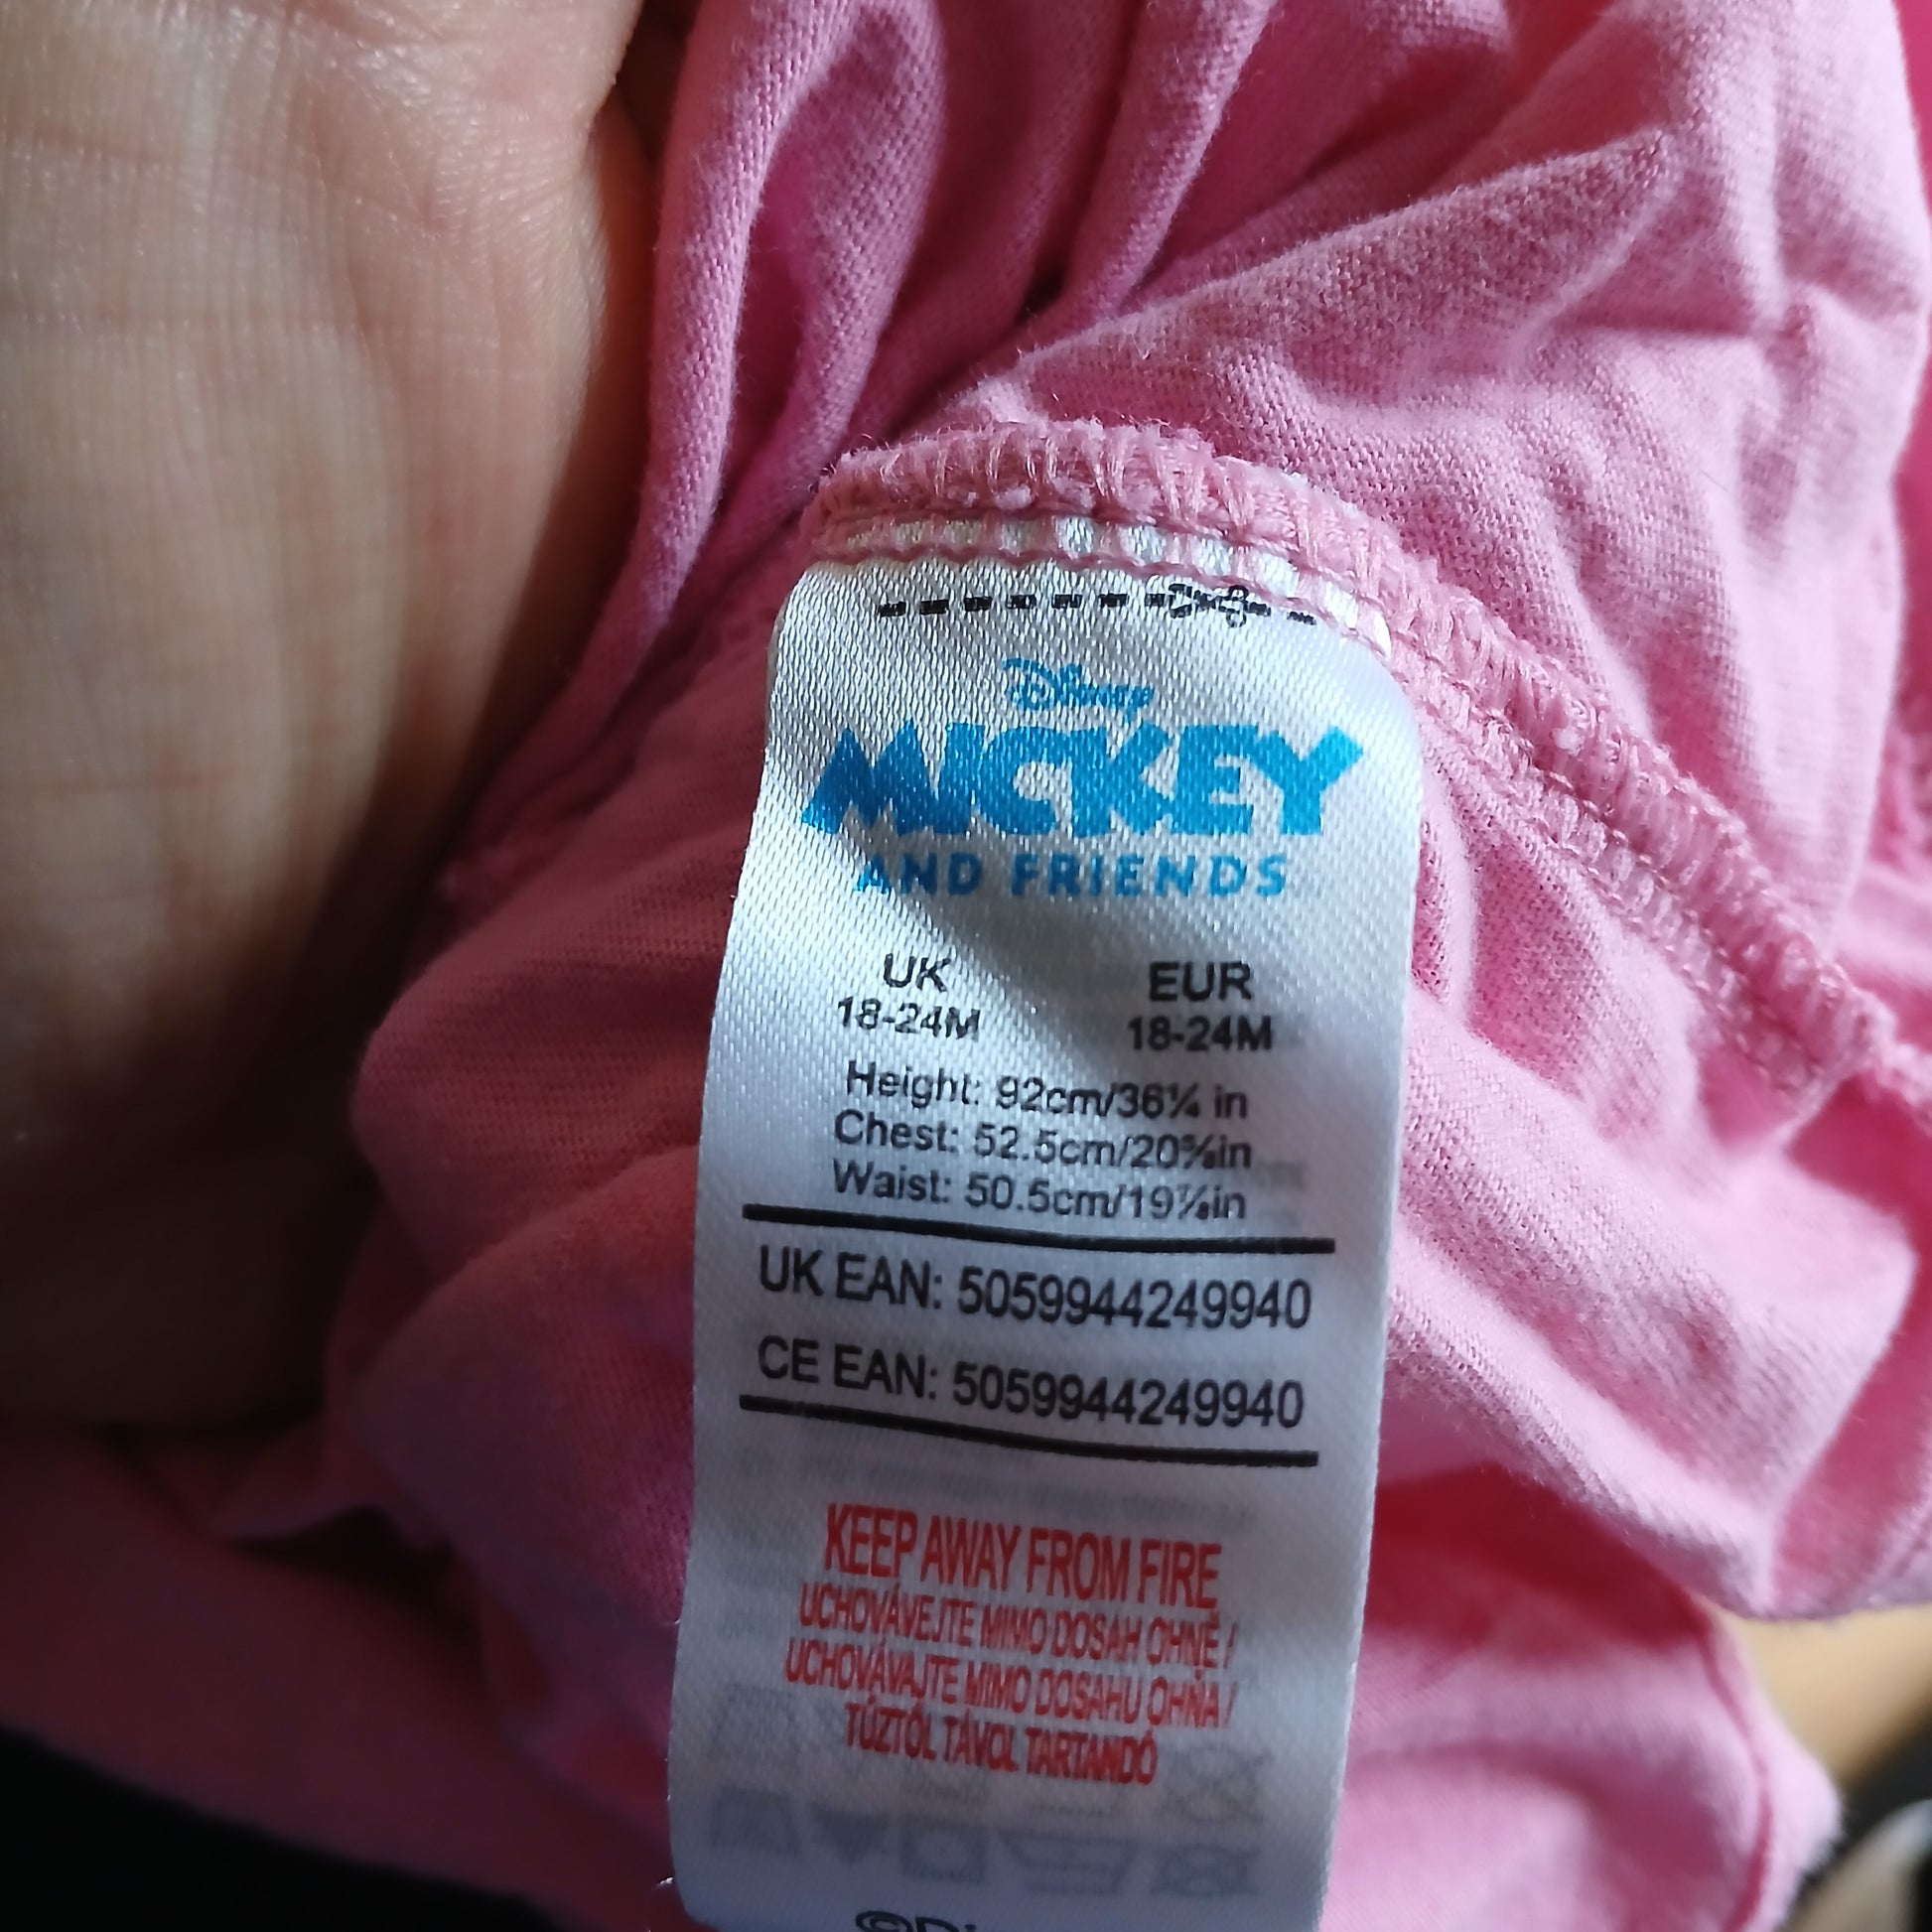 Disney
MICKEY
AND FRIENDS
UK EUR
18-24M 18-24M
Height: 92cm/36¼ in
Chest: 52.5cm/20⅝in
Waist: 50.5cm/19⅞in
UK EAN: 5059944249940
CE EAN: 5059944249940
KEEP AWAY FROM FIRE
UCHOVÁVEJTE MIMO DOSAH OHNĚ /
UCHOVÁVAJTE MIMO DOSAHU OHŇA /
TŰZTŐL TÁVOL TARTANDÓ